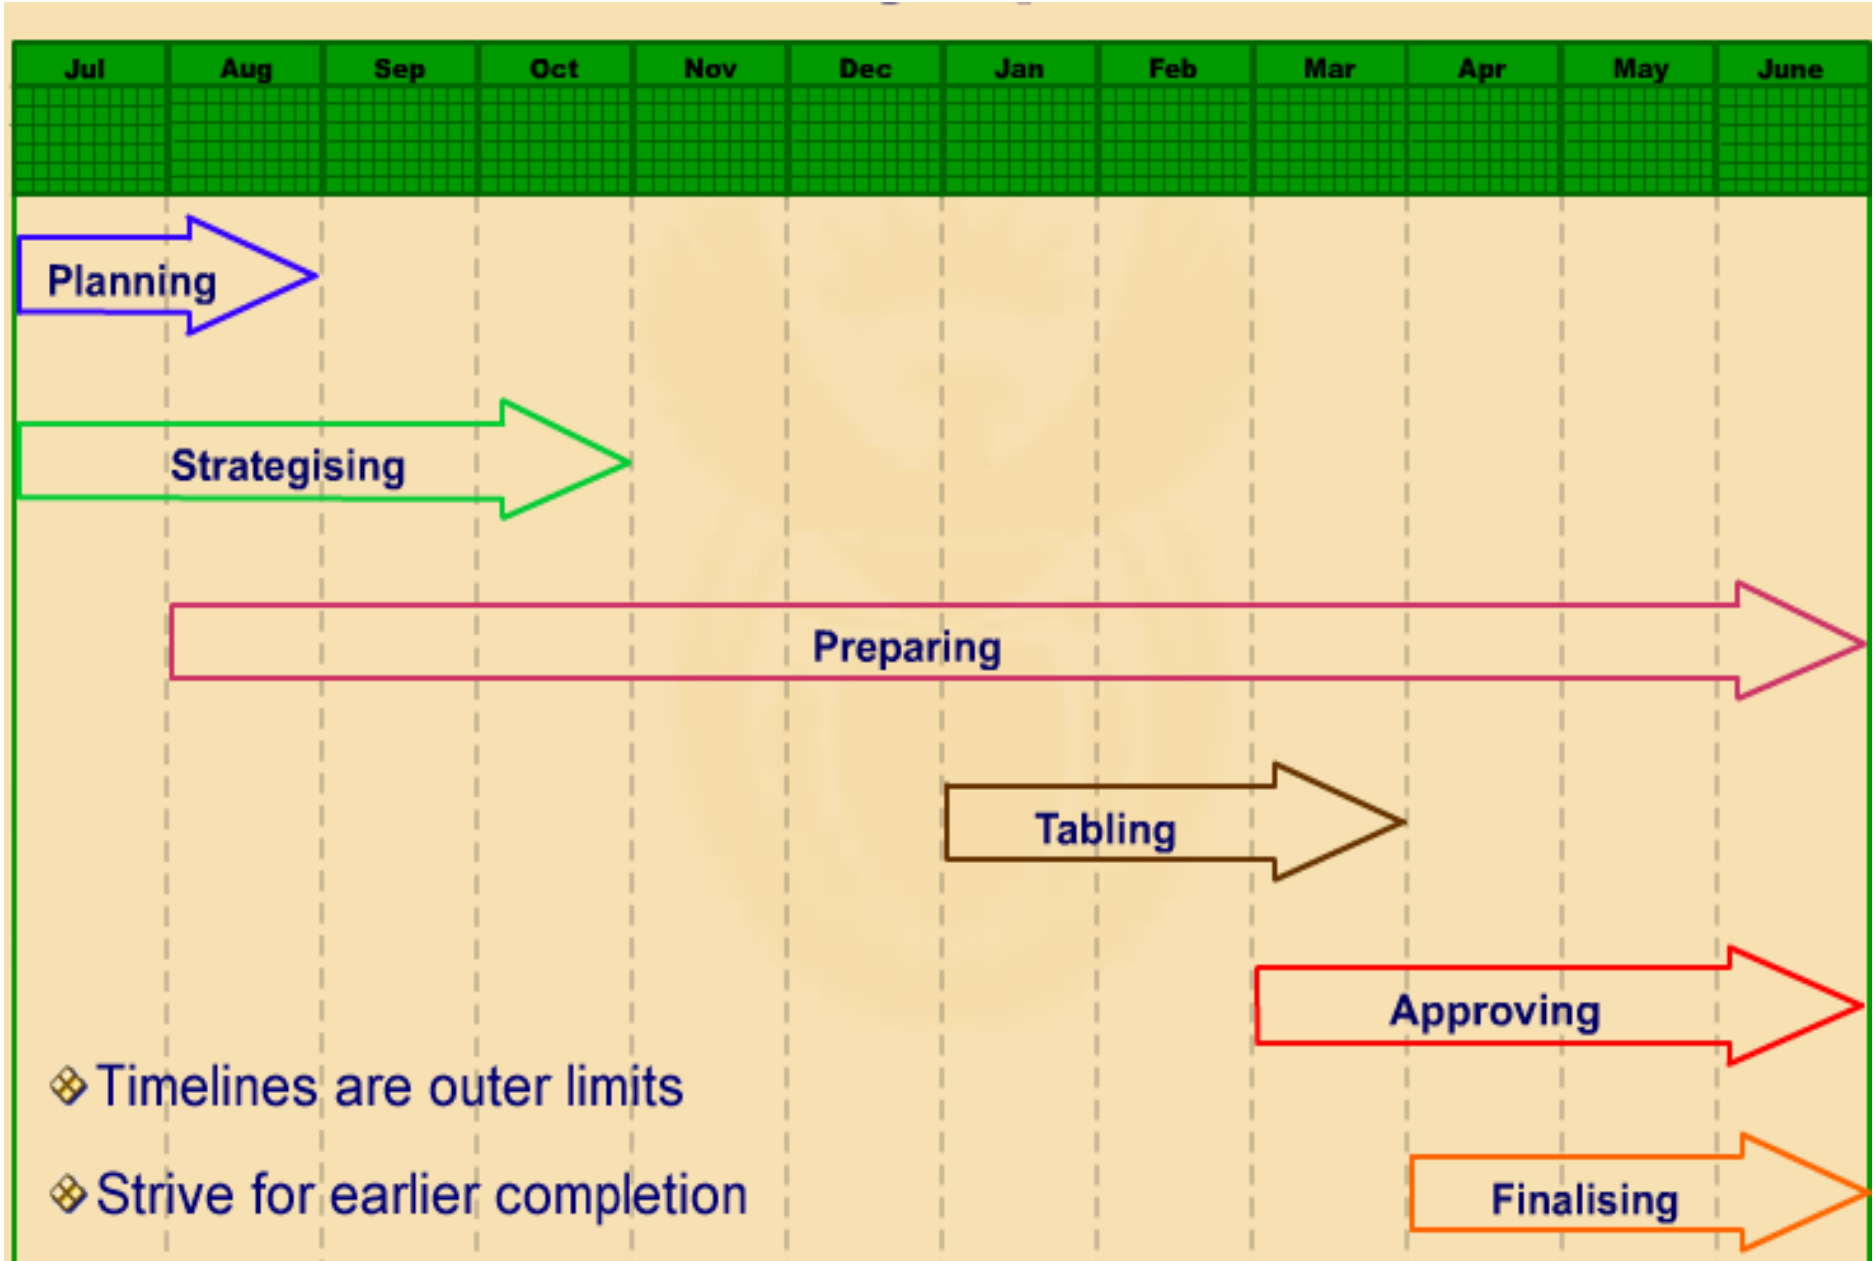 Jul Aug Sep Oct Nov Dec Jan Feb Mar Apr May June
Planning
Strategising
Preparing
Tabling
Approving
Timelines are outer limits
Strive for earlier completion
Finalising